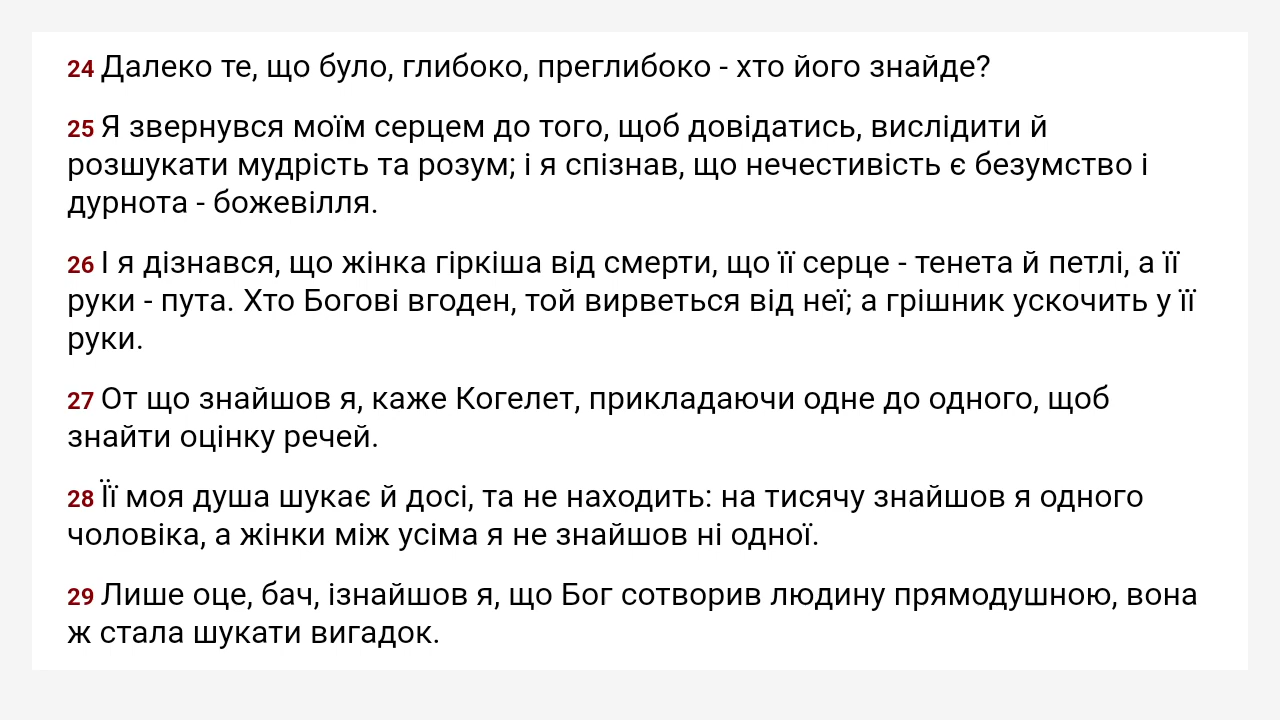 24 Далеко те, що було, глибоко, преглибоко - хто його знайде?
25 Я звернувся моїм серцем до того, щоб довідатись, вислідити й
розшукати мудрість та розум; і я спізнав, що нечестивість є безумство і
дурнота - божевілля.
26 І я дізнався, що жінка гіркіша від смерти, що її серце - тенета й петлі, а її
руки - пута. Хто Богові вгоден, той вирветься від неї; а грішник ускочить у її
руки.
27 От що знайшов я, каже Когелет, прикладаючи одне до одного, щоб
знайти оцінку речей.
28 Її моя душа шукає й досі, та не находить: на тисячу знайшов я одного
чоловіка, а жінки між усіма я не знайшов ні одної.
29 Лише оце, бач, ізнайшов я, що Бог сотворив людину прямодушною, вона
ж стала шукати вигадок.